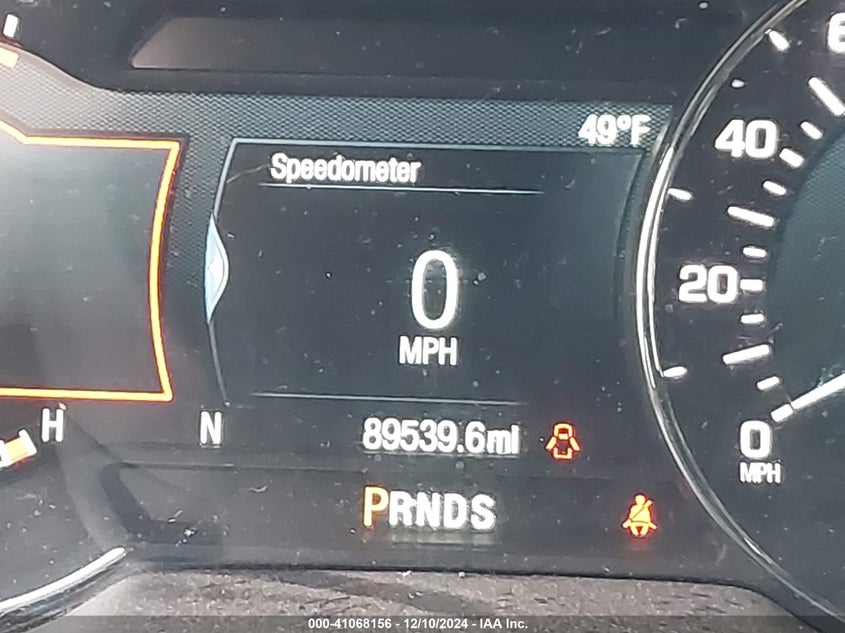 49°F
Speedometer
40
0
MPH
20
H
N
89539.6mi
0
MPH
PRNDS
000-41068156 - 12/10/2024 - IAA Inc.